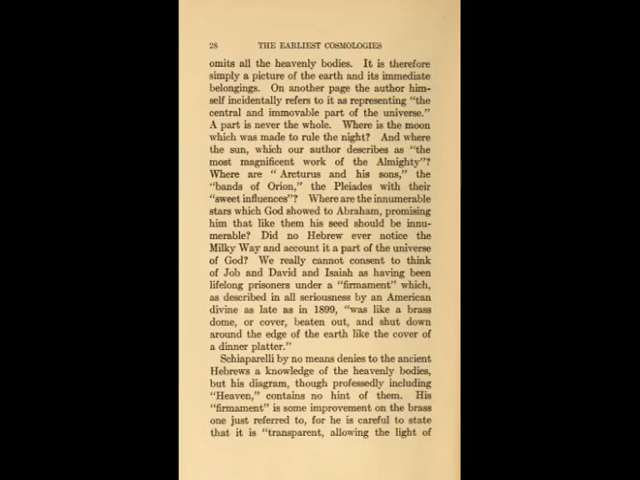 28 THE EARLIEST COSMOLOGIES
omits all the heavenly bodies. It is therefore
simply a picture of the earth and its immediate
belongings. On another page the author him-
self incidentally refers to it as representing "the
central and immovable part of the universe."
A part is never the whole. Where is the moon
which was made to rule the night? And where
the sun, which our author describes as "the
most magnificent work of the Almighty"?
Where are "Arcturus and his sons," the
"bands of Orion," the Pleiades with their
"sweet influences"? Where are the innumerable
stars which God showed to Abraham, promising
him that like them his seed should be innu-
merable? Did no Hebrew ever notice the
Milky Way and account it a part of the universe
of God? We really cannot consent to think
of Job and David and Isaiah as having been
lifelong prisoners under a "firmament" which,
as described in all seriousness by an American
divine as late as in 1899, "was like a brass
dome, or cover, beaten out, and shut down
around the edge of the earth like the cover of
a dinner platter."
Schiaparelli by no means denies to the ancient
Hebrews a knowledge of the heavenly bodies,
but his diagram, though professedly including
"Heaven," contains no hint of them. His
"firmament" is some improvement on the brass
one just referred to, for he is careful to state
that it is "transparent, allowing the light of